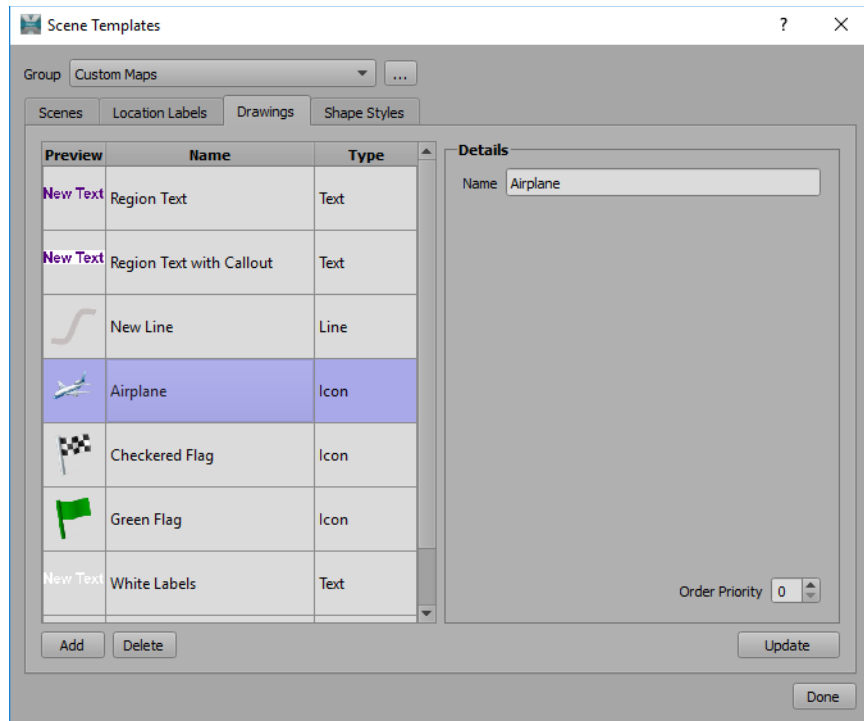 Scene Templates
Group Custom Maps ...
Scenes Location Labels Drawings Shape Styles
Preview Name Type
New Text Region Text Text
New Text Region Text with Callout Text
New Line Line
Airplane Icon
Checkered Flag Icon
Green Flag Icon
New Text White Labels Text
Add Delete
Details
Name Airplane
Order Priority 0
Update
Done